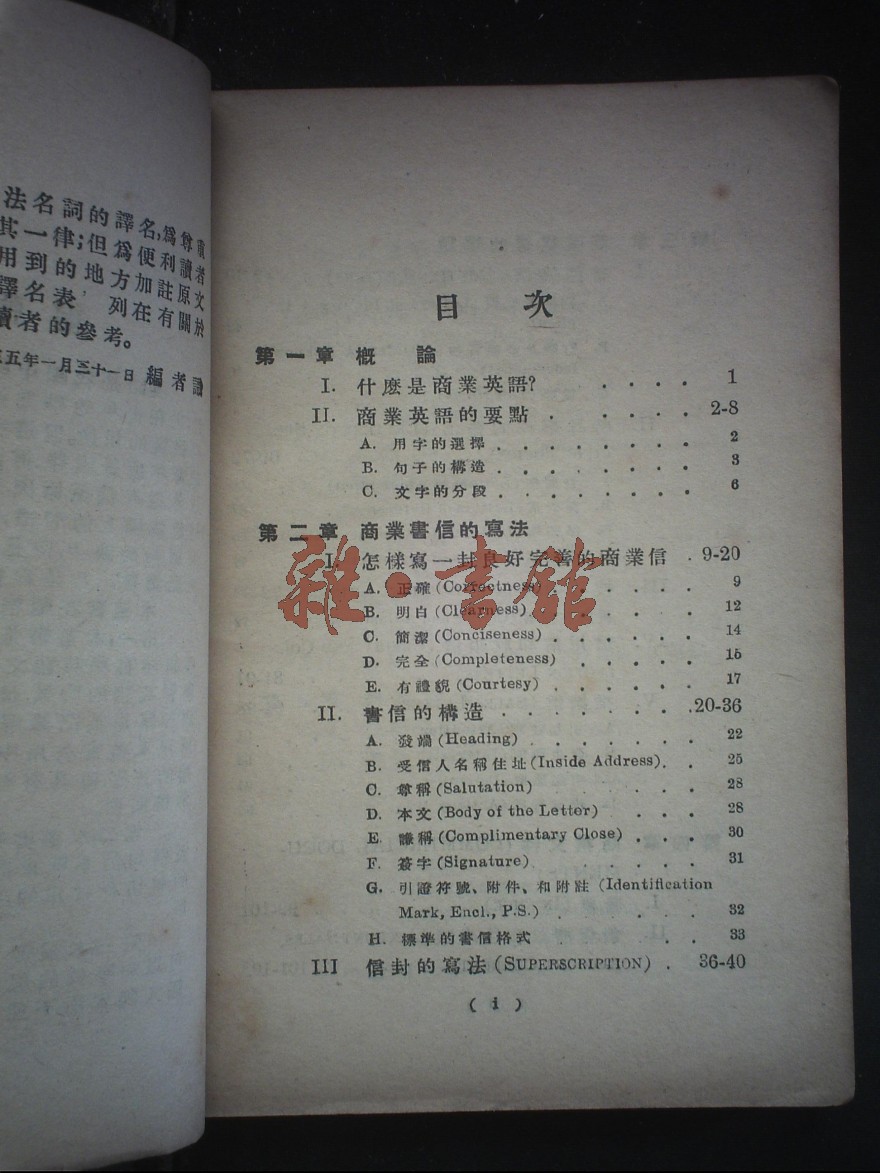 法名詞的譯名,爲尊重
其一律;但爲便利讀者
用到的地方加註原文
譯名表’列在有關於
讀者的參考。
五年一月三十一日 編者識
目 次
第一章 概 論
I. 什麽是商業英語? . . . . 1
II. 商業英語的要點 . . . . . 2-8
A. 用字的選擇 . . . . . . . . 2
B. 句子的構造 . . . . . . . . 3
C. 文字的分段 . . . . . . . . 6
第二章 商業書信的寫法
I. 怎樣寫一封良好完善的商業信 . 9-20
A. 正確 (Correctness) . . . . . 9
B. 明白 (Clearness) . . . . . . 12
C. 簡潔 (Conciseness) . . . . . 14
D. 完全 (Completeness) . . . . . 15
E. 有禮貌 (Courtesy) . . . . . . 17
II. 書信的構造 . . . . . . . . 20-36
A. 發端 (Heading) . . . . . . . 22
B. 受信人名稱住址 (Inside Address). . . 25
C. 尊稱 (Salutation) . . . . . . 28
D. 本文 (Body of the Letter) . . . 28
E. 謙稱 (Complimentary Close) . . . 30
F. 簽字 (Signature) . . . . . . 31
G. 引證符號、附件、和附註 (Identification
Mark, Encl., P.S.) . . . . . 32
H. 標準的書信格式 . . 33
III 信封的寫法 (SUPERSCRIPTION) . 36-40
( i )
雜·書館